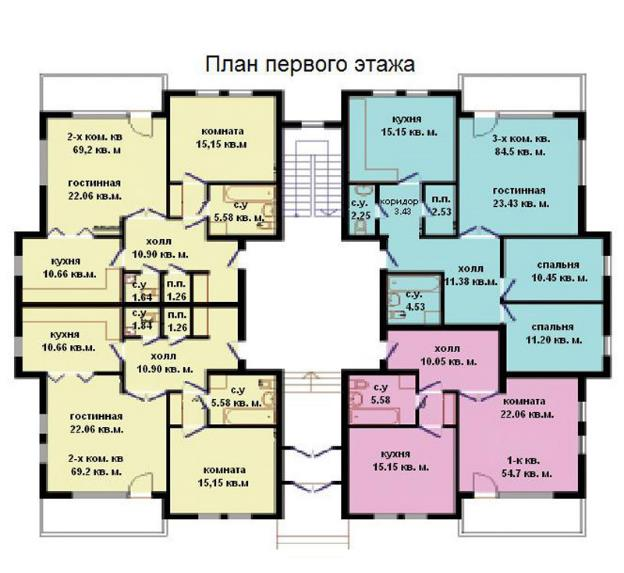 План первого этажа
2-х ком. кв
69,2 кв. м
гостинная
22.06 кв.м.
комната
15,15 кв.м
с.у
5.58 кв. м.
холл
10.90 кв. м.
кухня
10.66 кв.м.
с.у
1.64
п.п.
1.26
кухня
10.66 кв.м.
с.у
1.84
п.п.
1.26
холл
10.90 кв. м.
с.у
5.58 кв. м.
гостинная
22.06 кв.м.
2-х ком. кв
69.2 кв. м.
комната
15,15 кв.м
кухня
15.15 кв. м.
3-х ком. кв.
84.5 кв. м.
гостинная
23.43 кв. м.
с.у.
2.25
коридор
3.43
п.п.
2.53
холл
11.38 кв. м.
спальня
10.45 кв. м.
с.у.
4.53
спальня
11.20 кв. м.
холл
10.05 кв. м.
с.у
5.58
комната
22.06 кв.м.
кухня
15.15 кв. м.
1-к кв.
54.7 кв. м.